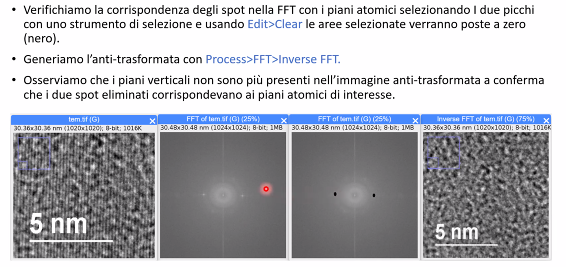 • Verifichiamo la corrispondenza degli spot nella FFT con i piani atomici selezionando I due picchi
con uno strumento di selezione e usando Edit>Clear le aree selezionate verranno poste a zero
(nero).
• Generiamo l'anti-trasformata con Process>FFT>Inverse FFT.
• Osserviamo che i piani verticali non sono più presenti nell'immagine anti-trasformata a conferma
che i due spot eliminati corrispondevano ai piani atomici di interesse.
tem.tif (G)
30.36x30.36 nm (1020x1020); 8-bit; 1016K
5 nm
FFT of tem.tif (G) (25%)
30.48x30.48 nm (1024x1024); 8-bit; 1MB
FFT of tem.tif (G) (25%)
30.48x30.48 nm (1024x1024); 8-bit; 1MB
Inverse FFT of tem.tif (G) (75%)
30.36x30.36 nm (1020x1020); 8-bit; 1016K
5 nm